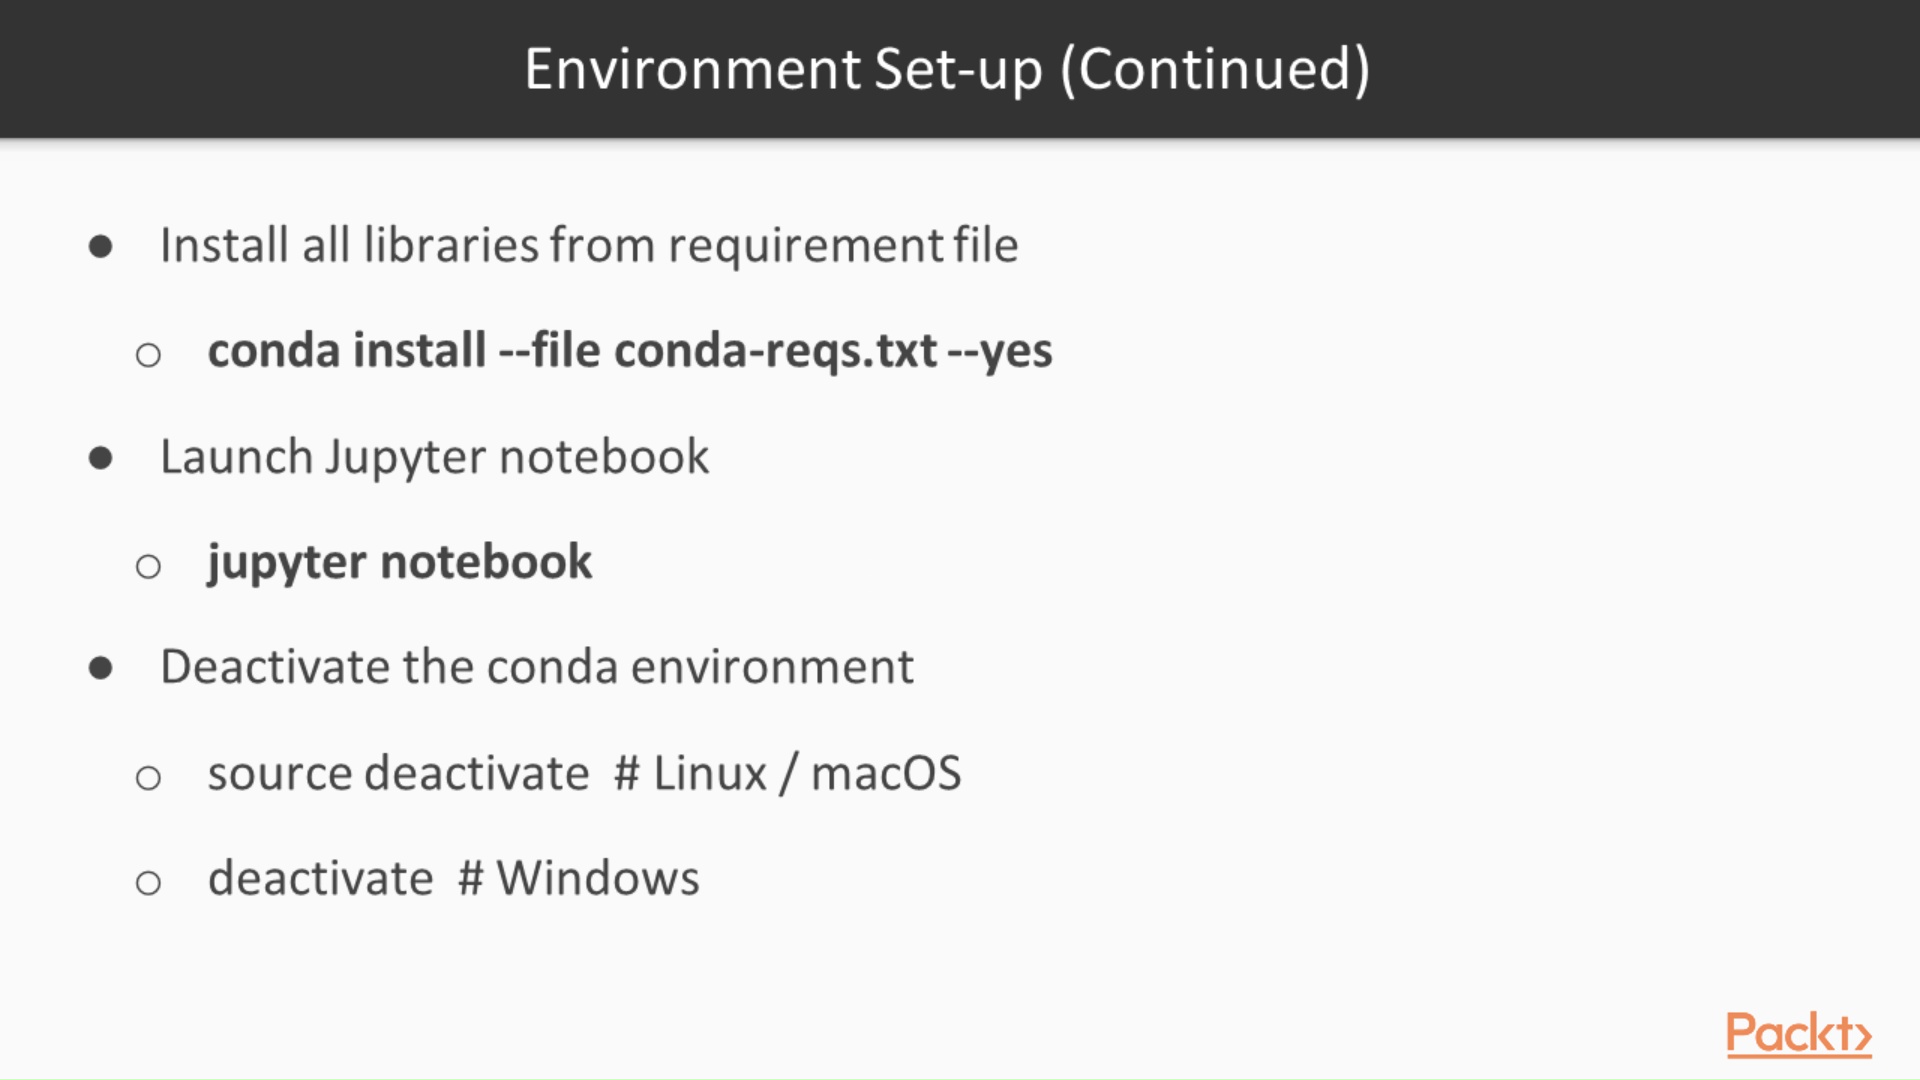 Environment Set-up (Continued)
● Install all libraries from requirement file
○ conda install --file conda-reqs.txt --yes
● Launch Jupyter notebook
○ jupyter notebook
● Deactivate the conda environment
○ source deactivate  # Linux / macOS
○ deactivate  # Windows
Packt>